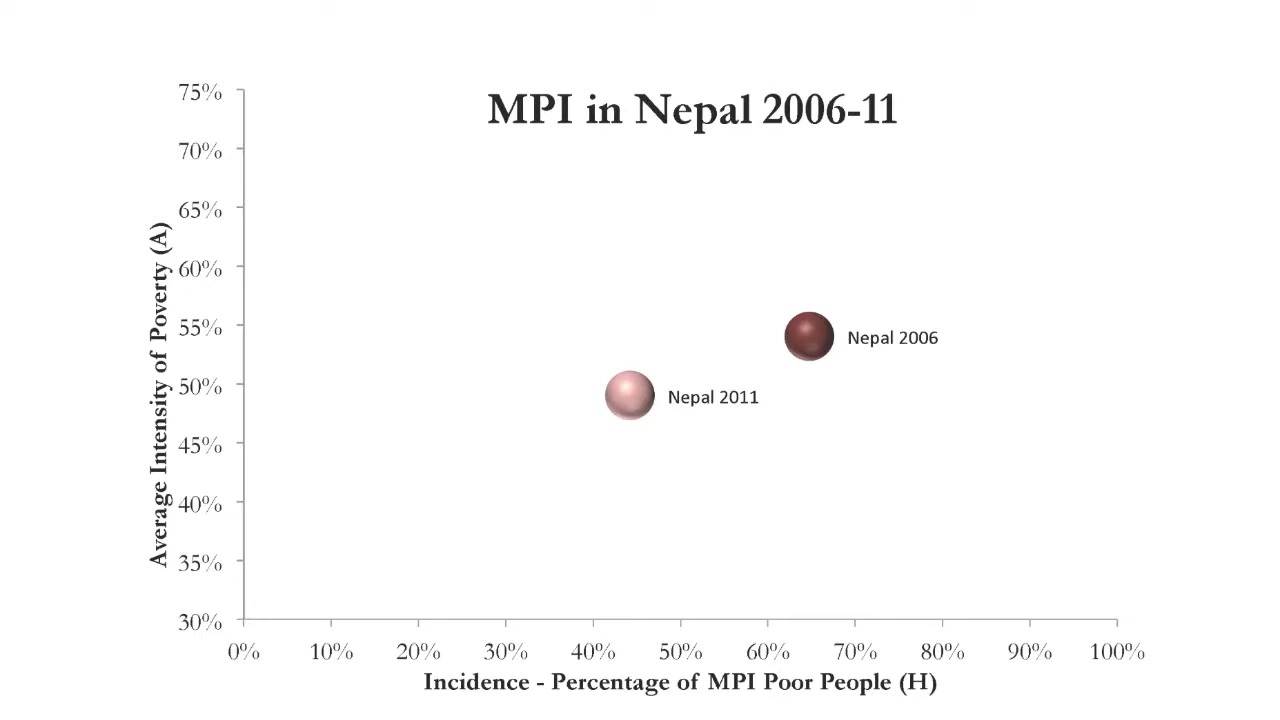 MPI in Nepal 2006-11
75%
70%
65%
60%
55%
50%
45%
40%
35%
30%
Average Intensity of Poverty (A)
Nepal 2006
Nepal 2011
0% 10% 20% 30% 40% 50% 60% 70% 80% 90% 100%
Incidence - Percentage of MPI Poor People (H)